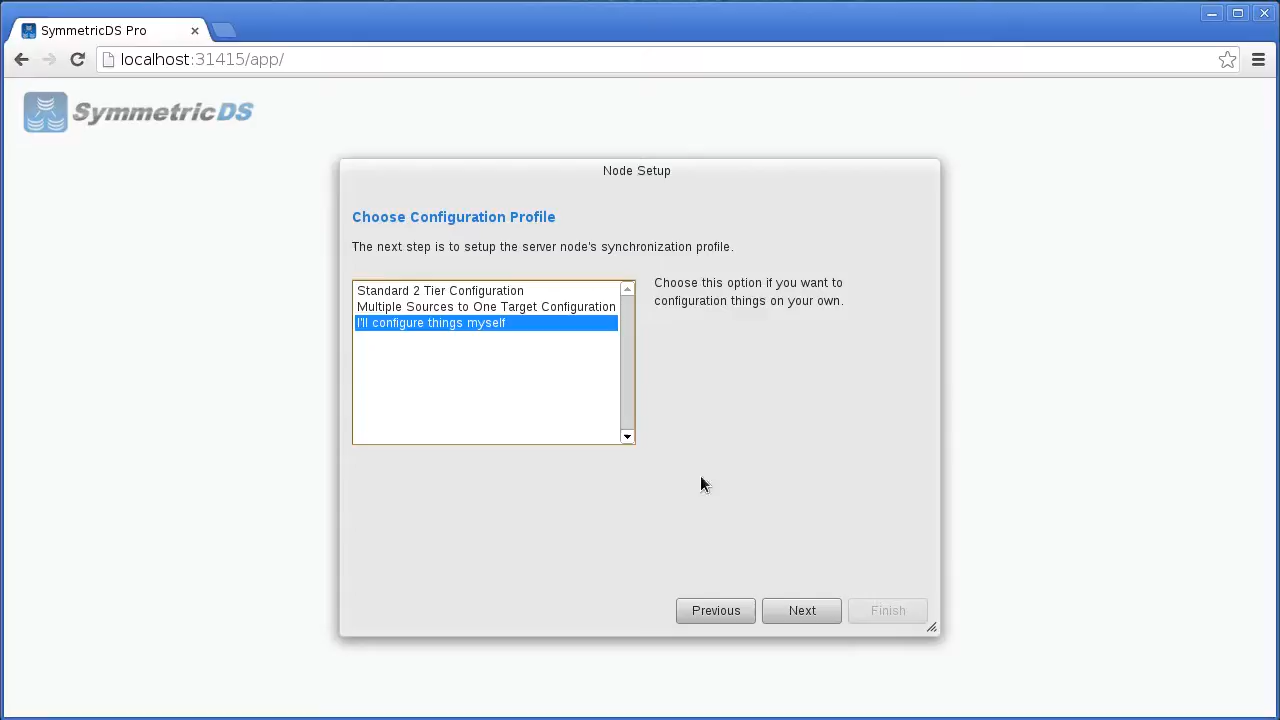 SymmetricDS Pro
localhost:31415/app/
SymmetricDS
Node Setup
Choose Configuration Profile
The next step is to setup the server node's synchronization profile.
Standard 2 Tier Configuration
Multiple Sources to One Target Configuration
I'll configure things myself
Choose this option if you want to
configuration things on your own.
Previous
Next
Finish